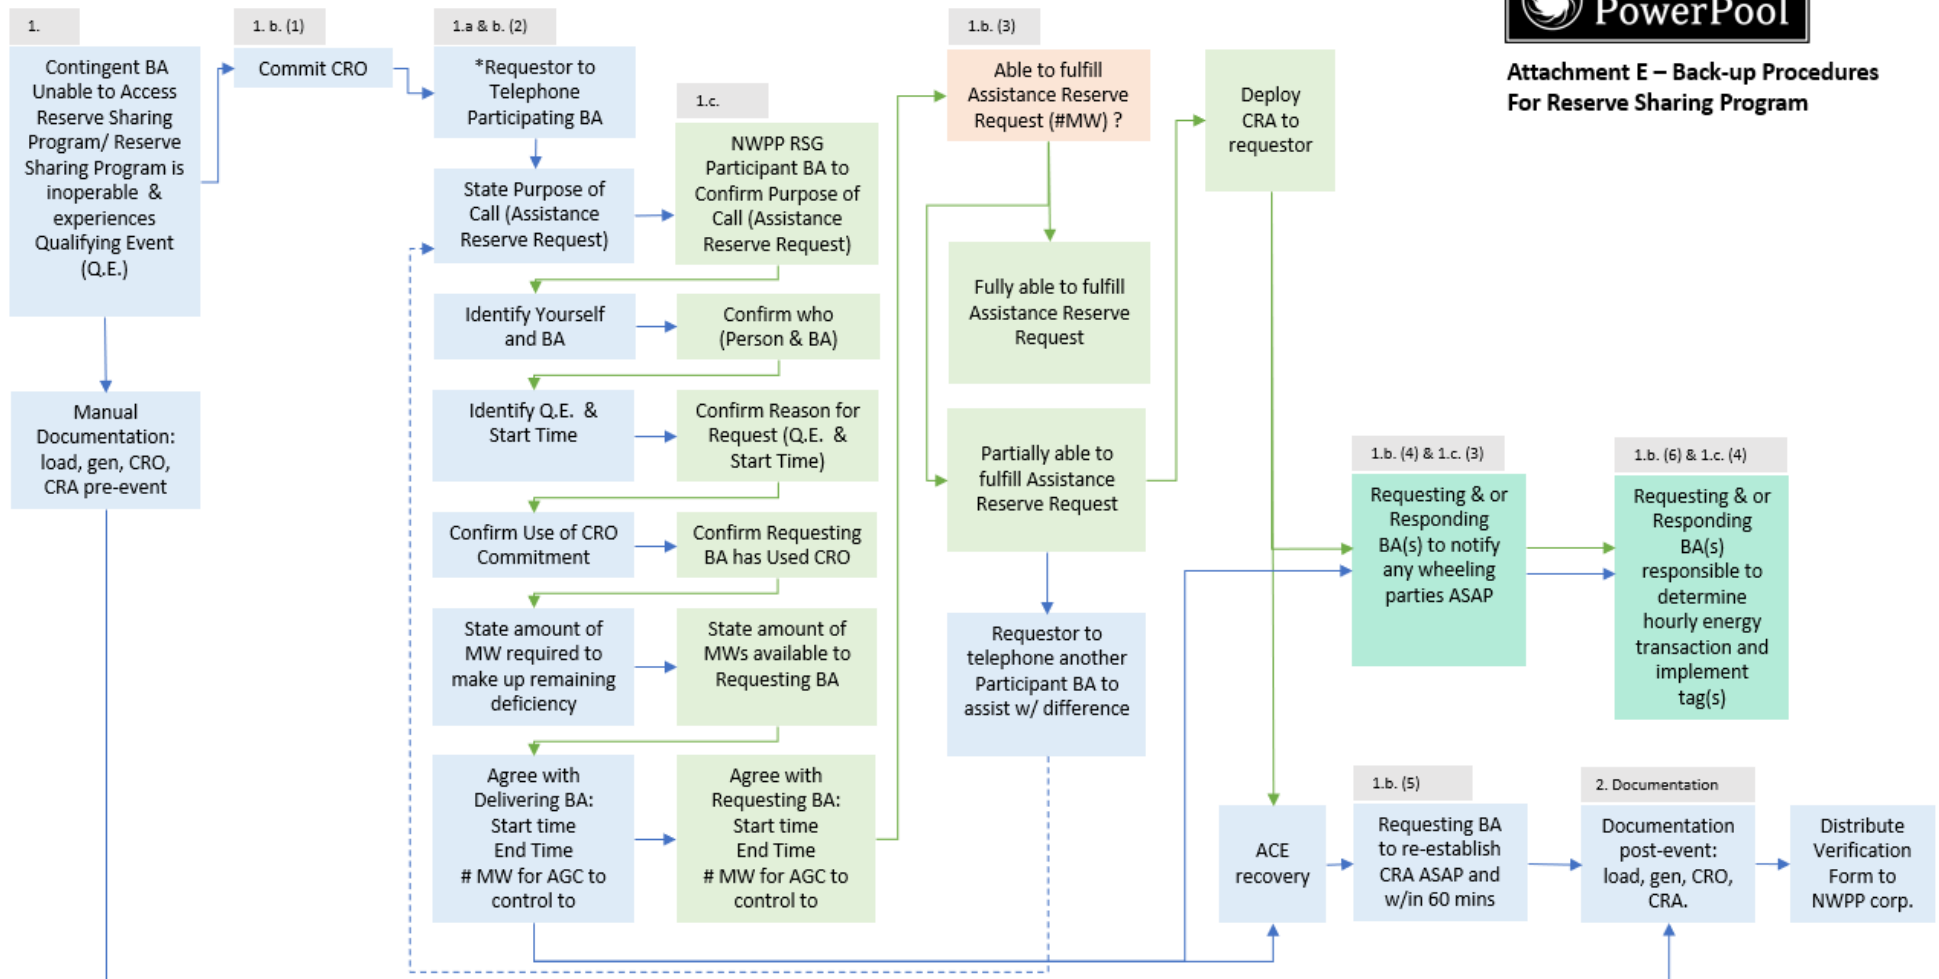 PowerPool
Attachment E – Back-up Procedures
For Reserve Sharing Program
1.
Contingent BA
Unable to Access
Reserve Sharing
Program/ Reserve
Sharing Program is
inoperable &
experiences
Qualifying Event
(Q.E.)
Manual
Documentation:
load, gen, CRO,
CRA pre-event
1. b. (1)
Commit CRO
1.a & b. (2)
*Requestor to
Telephone
Participating BA
State Purpose of
Call (Assistance
Reserve Request)
1.c.
NWPP RSG
Participant BA to
Confirm Purpose of
Call (Assistance
Reserve Request)
Identify Yourself
and BA
Confirm who
(Person & BA)
Identify Q.E. &
Start Time
Confirm Reason for
Request (Q.E. &
Start Time)
Confirm Use of CRO
Commitment
Confirm Requesting
BA has Used CRO
State amount of
MW required to
make up remaining
deficiency
State amount of
MWs available to
Requesting BA
Agree with
Delivering BA:
Start time
End Time
# MW for AGC to
control to
Agree with
Requesting BA:
Start time
End Time
# MW for AGC to
control to
1.b. (3)
Able to fulfill
Assistance Reserve
Request (#MW) ?
Fully able to fulfill
Assistance Reserve
Request
Partially able to
fulfill Assistance
Reserve Request
Requestor to
telephone another
Participant BA to
assist w/ difference
Deploy
CRA to
requestor
1.b. (4) & 1.c. (3)
Requesting & or
Responding
BA(s) to notify
any wheeling
parties ASAP
1.b. (6) & 1.c. (4)
Requesting & or
Responding
BA(s)
responsible to
determine
hourly energy
transaction and
implement
tag(s)
ACE
recovery
1.b. (5)
Requesting BA
to re-establish
CRA ASAP and
w/in 60 mins
2. Documentation
Documentation
post-event:
load, gen, CRO,
CRA.
Distribute
Verification
Form to
NWPP corp.